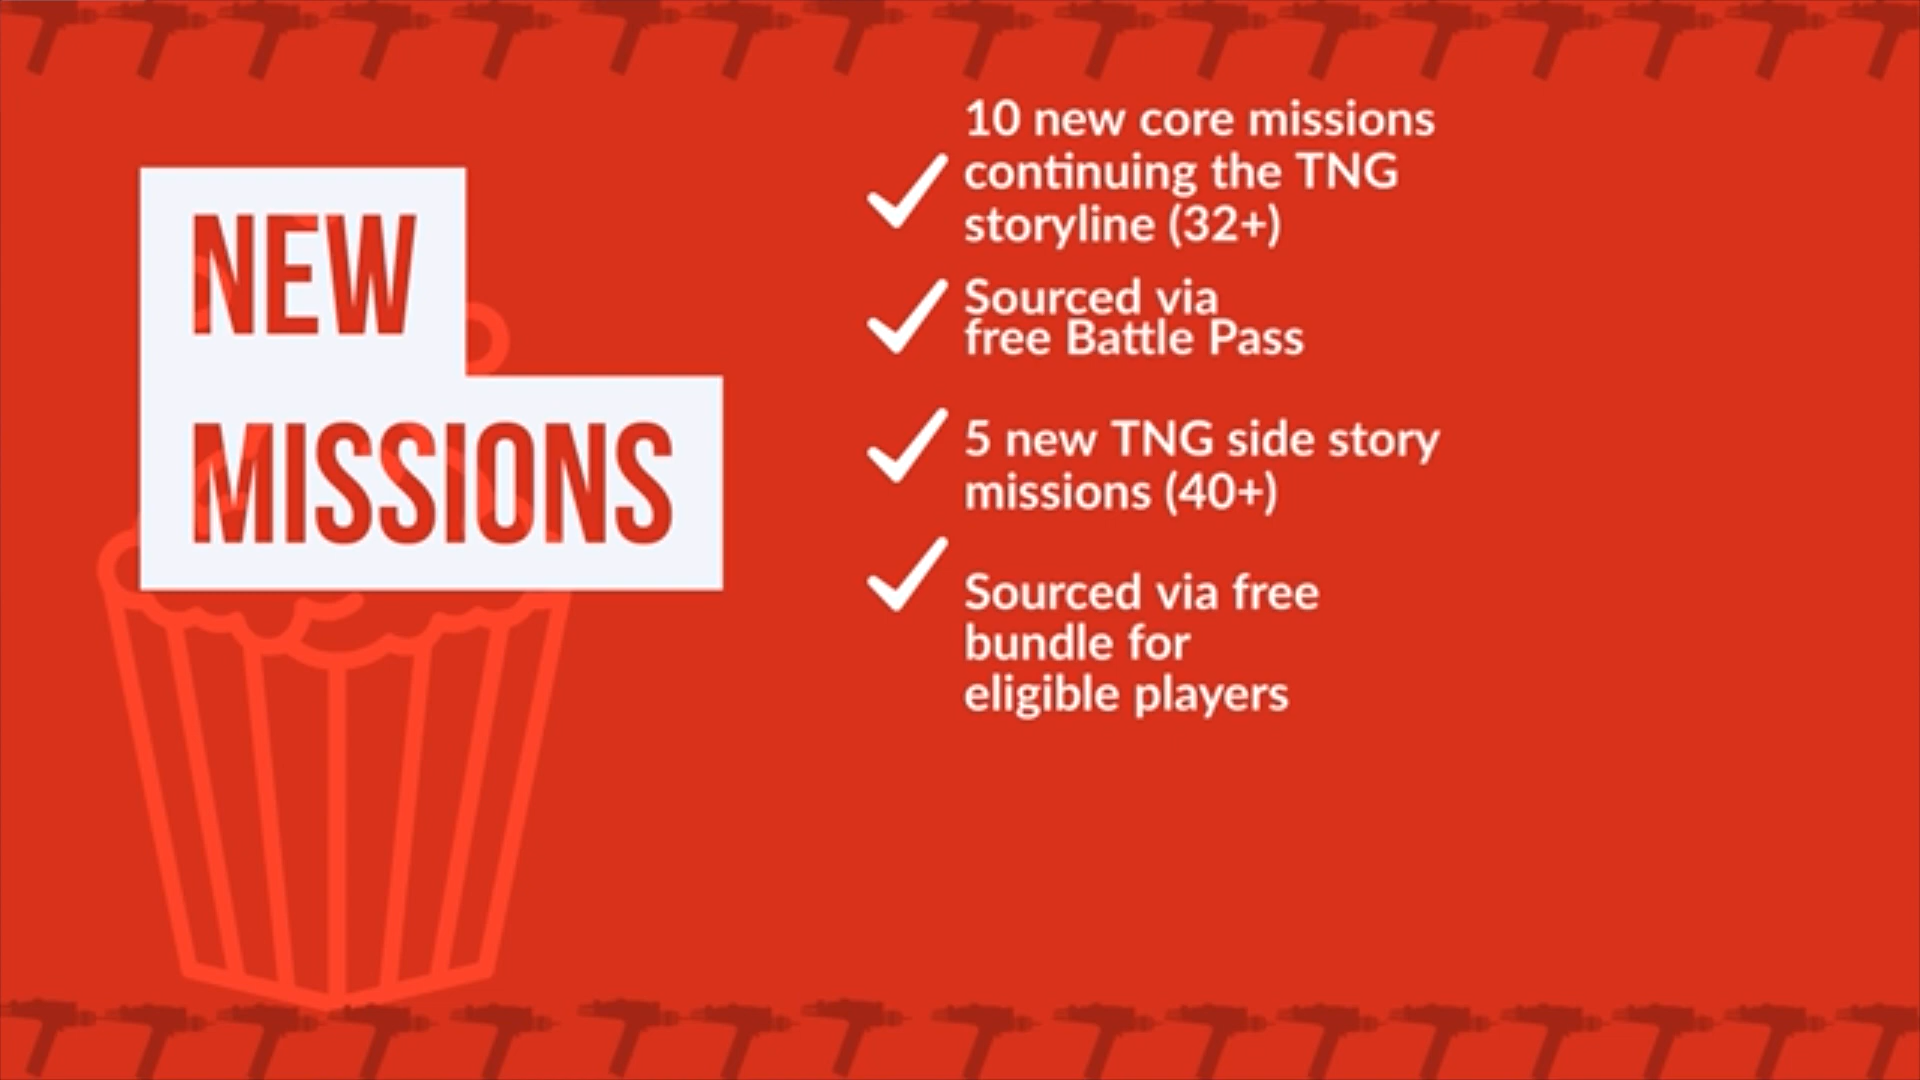 NEW
MISSIONS
10 new core missions
continuing the TNG
storyline (32+)
Sourced via
free Battle Pass
5 new TNG side story
missions (40+)
Sourced via free
bundle for
eligible players